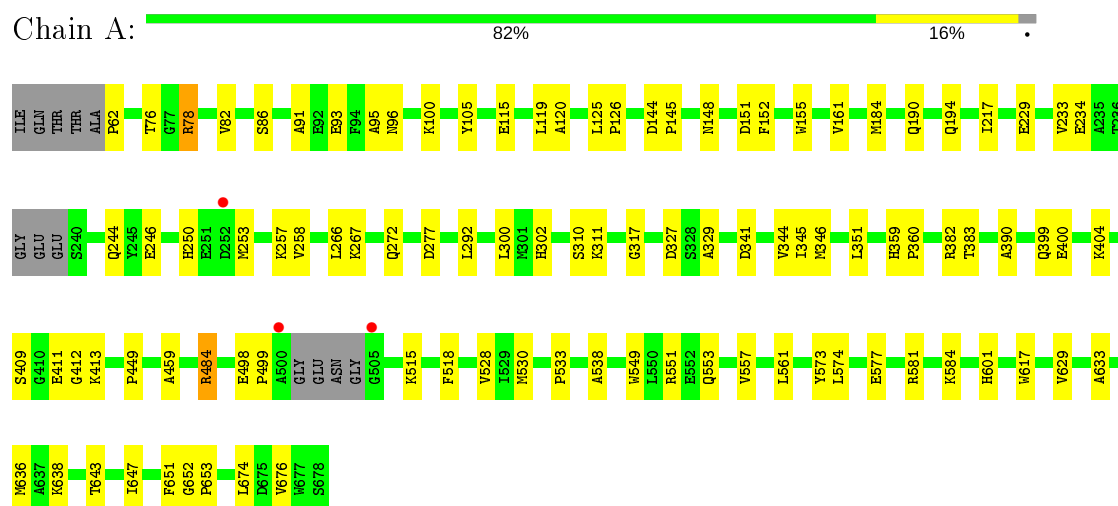 Chain A:
82% 16% •
ILE GLN THR THR ALA P62 T76 G77 R78 V82 S86 A91 E92 E93 F94 A95 N96 K100 Y105 E115 L119 A120 L125 P126 D144 P145 N148 D151 F152 W155 V161 M184 Q190 Q194 I217 E229 V233 E234 A235 T236
GLY GLU GLU S240 Q244 Y245 E246 H250 E251 D252 M253 K257 V258 L266 K267 Q272 D277 L292 L300 M301 H302 S310 K311 G317 D327 S328 A329 D341 V344 I345 M346 L351 H359 P360 R382 T383 A390 Q399 E400 K404
S409 G410 E411 G412 K413 P449 A459 R484 E498 P499 A500 GLY GLU ASN GLY G505 K515 F518 V528 I529 M530 P533 A538 W549 L550 R551 E552 Q553 V557 L561 Y573 L574 E577 R581 K584 H601 W617 V629 A633
M636 A637 K638 T643 I647 F651 G652 P653 L674 D675 V676 W677 S678